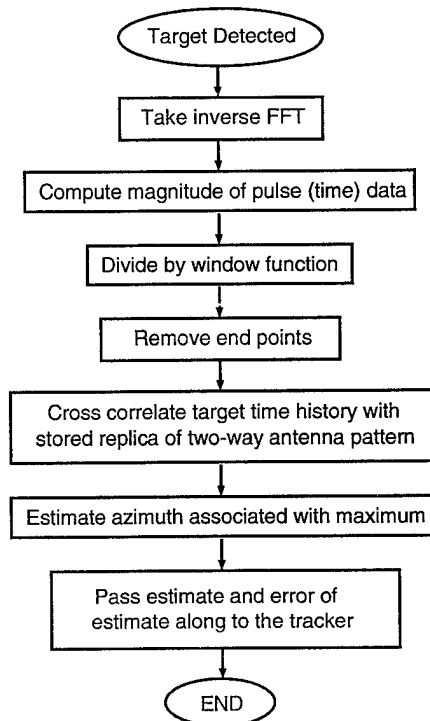 Target Detected
Take inverse FFT
Compute magnitude of pulse (time) data
Divide by window function
Remove end points
Cross correlate target time history with
stored replica of two-way antenna pattern
Estimate azimuth associated with maximum
Pass estimate and error of
estimate along to the tracker
END